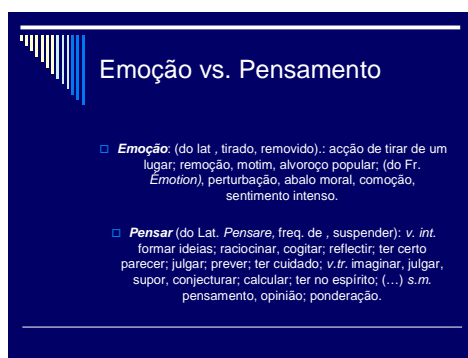 Emoção vs. Pensamento
Emoção: (do lat , tirado, removido).: acção de tirar de um
lugar; remoção, motim, alvoroço popular; (do Fr.
Émotion), perturbação, abalo moral, comoção,
sentimento intenso.
Pensar (do Lat. Pensare, freq. de , suspender): v. int.
formar ideias; raciocinar, cogitar; reflectir; ter certo
parecer; julgar; prever; ter cuidado; v.tr. imaginar, julgar,
supor, conjecturar; calcular; ter no espírito; (...) s.m.
pensamento, opinião; ponderação.